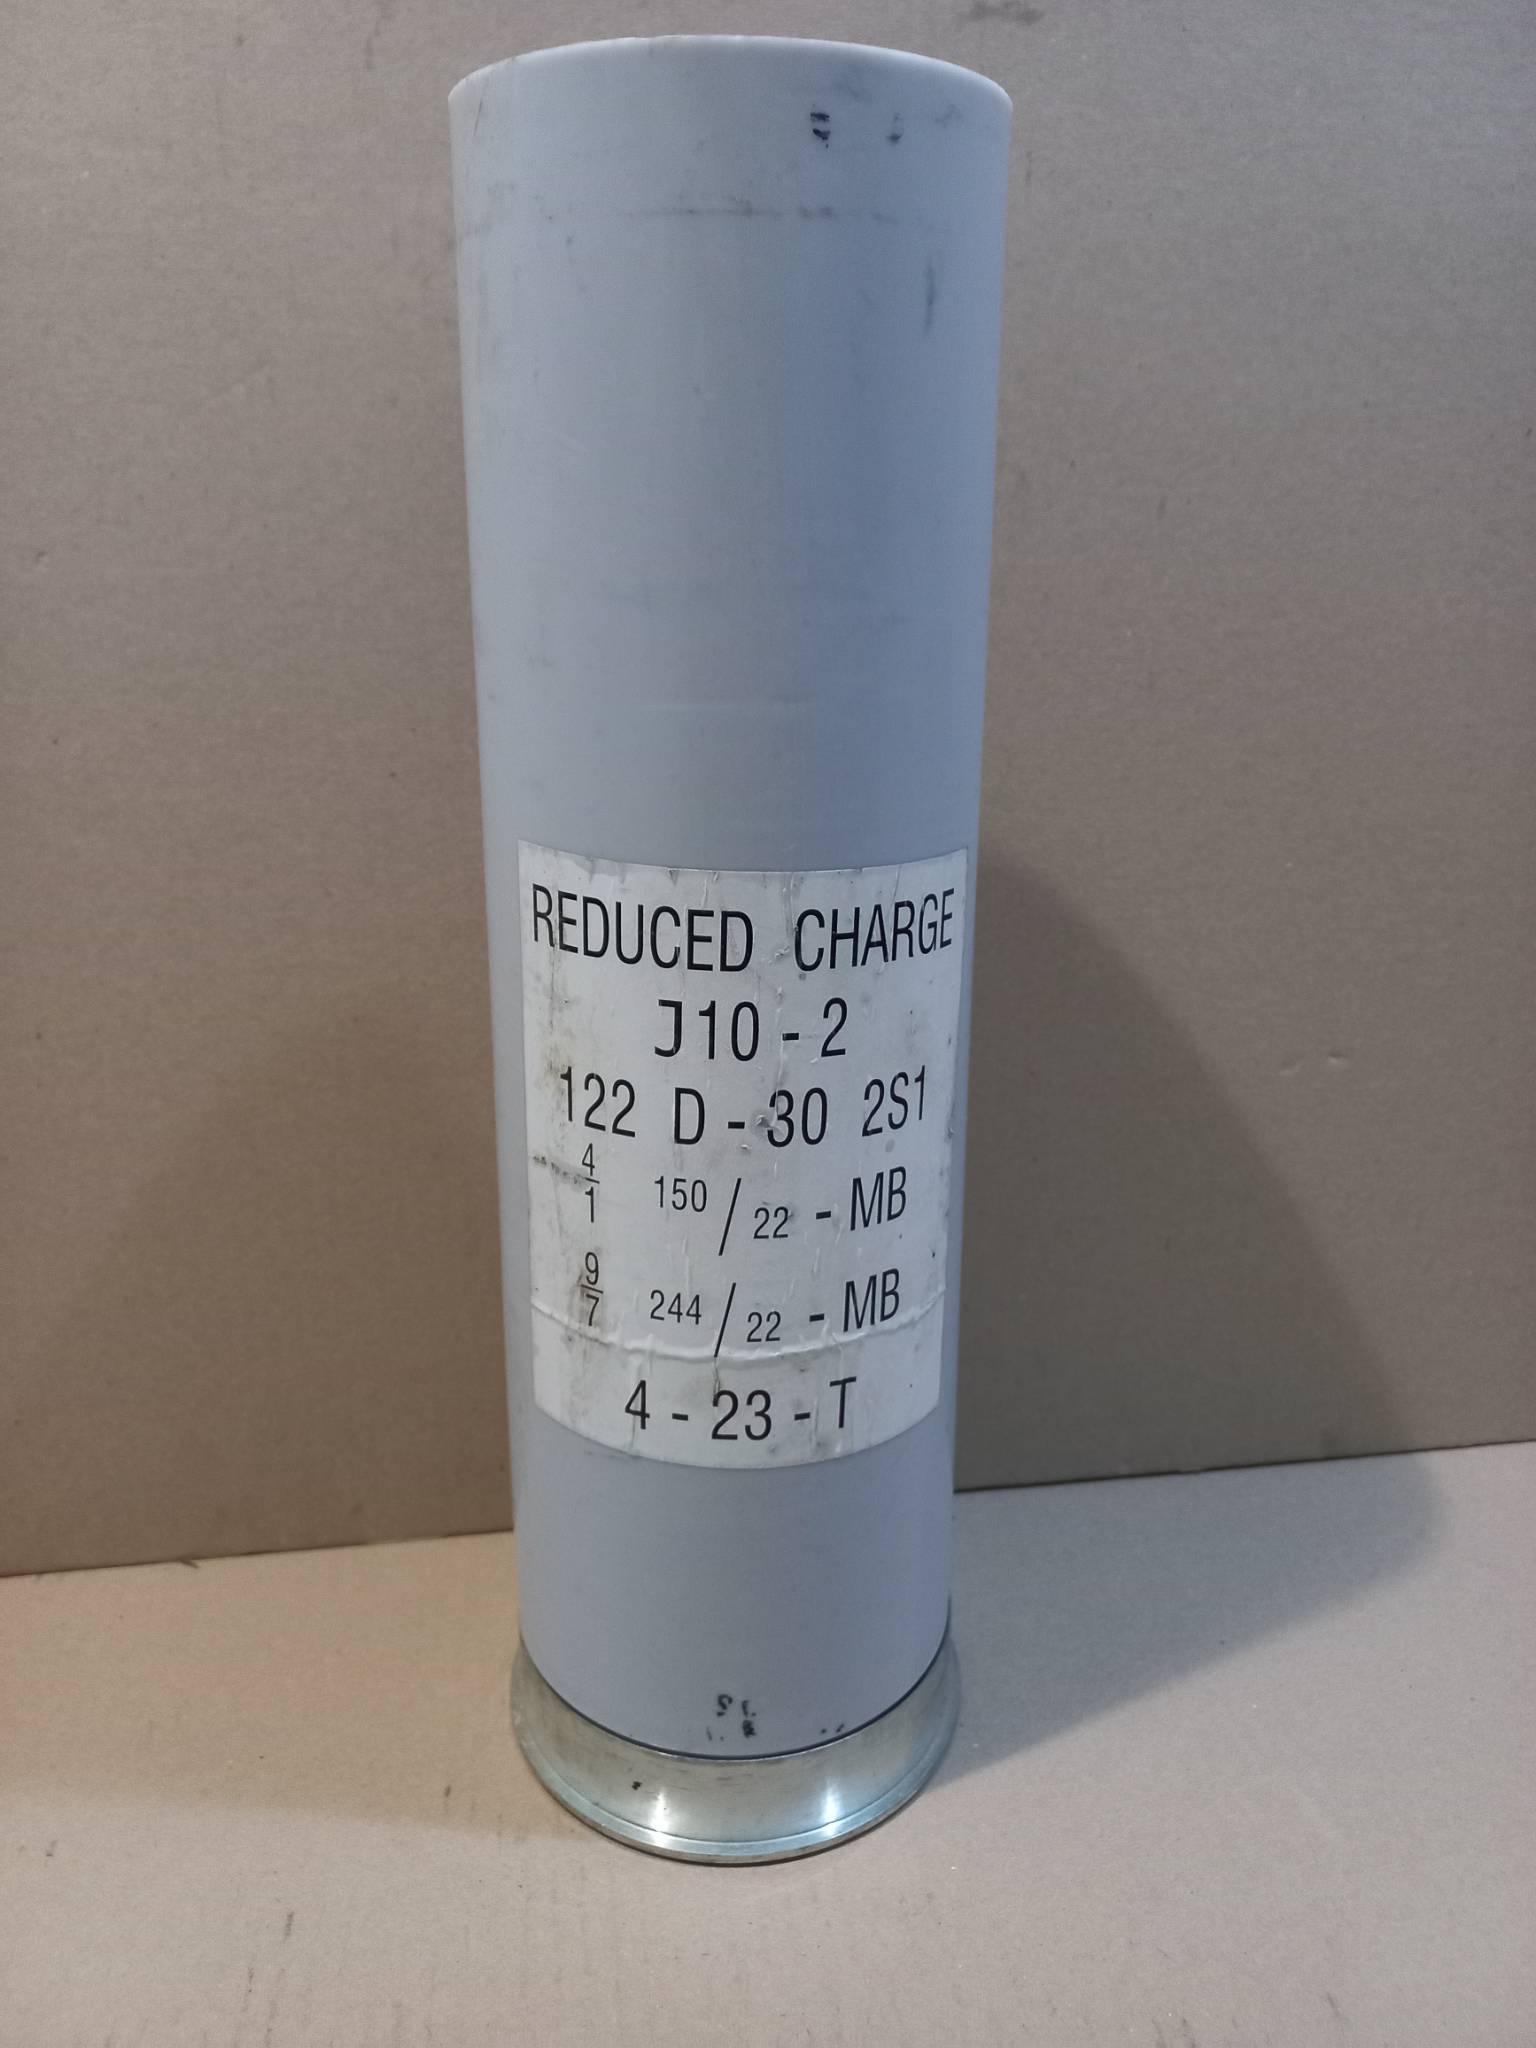 REDUCED CHARGE
J10 - 2
122 D - 30 2S1
4/1 150/22 - MB
9/7 244/22 - MB
4 - 23 - T